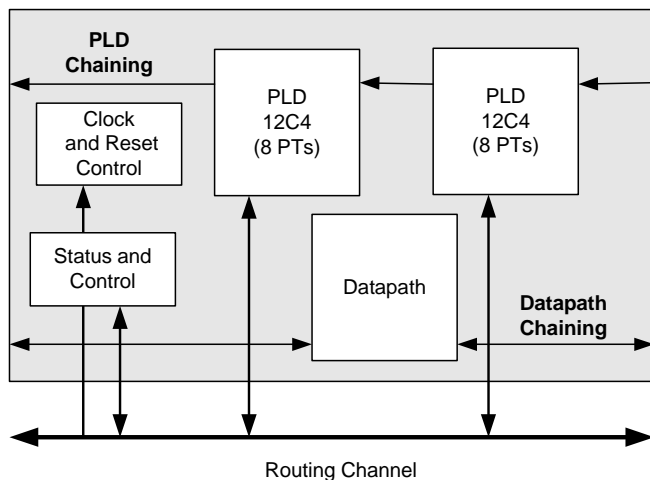 PLD
Chaining
PLD
12C4
(8 PTs)
PLD
12C4
(8 PTs)
Clock
and Reset
Control
Status and
Control
Datapath
Datapath
Chaining
Routing Channel